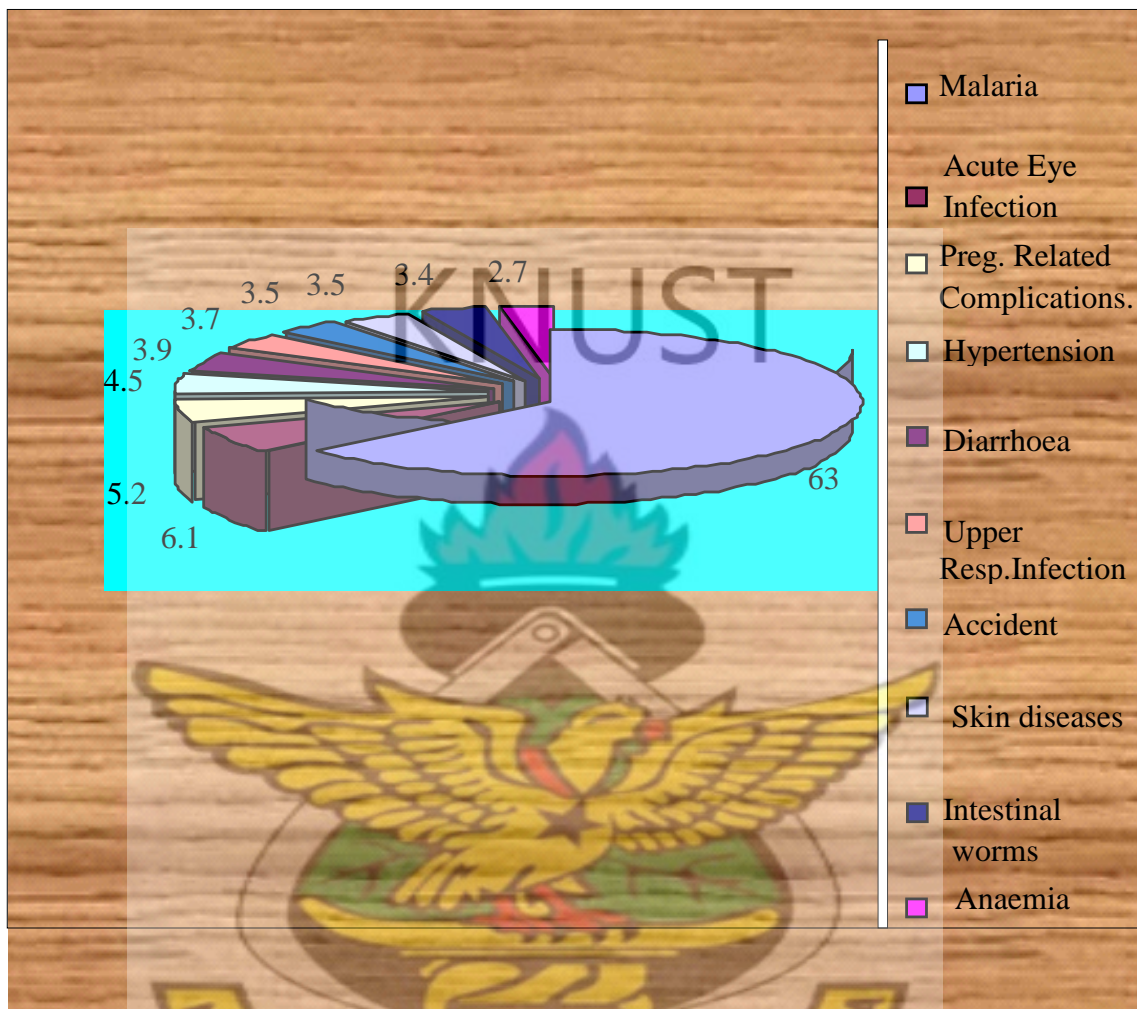 Malaria
Acute Eye
Infection
Preg. Related
Complications.
Hypertension
Diarrhoea
Upper
Resp.Infection
Accident
Skin diseases
Intestinal
worms
Anaemia
KNUST
2.7
3.4
3.5
3.5
3.7
3.9
4.5
5.2
6.1
63